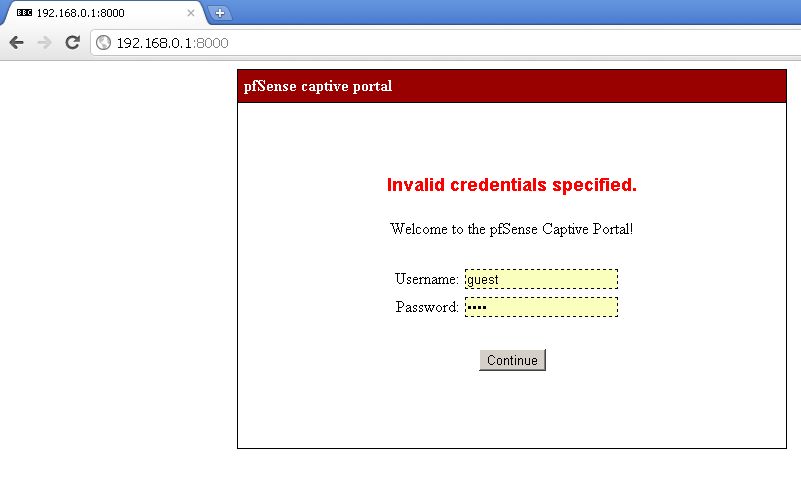 BBC 192.168.0.1:8000
192.168.0.1:8000
pfSense captive portal
Invalid credentials specified.
Welcome to the pfSense Captive Portal!
Username: guest
Password: ••••
Continue